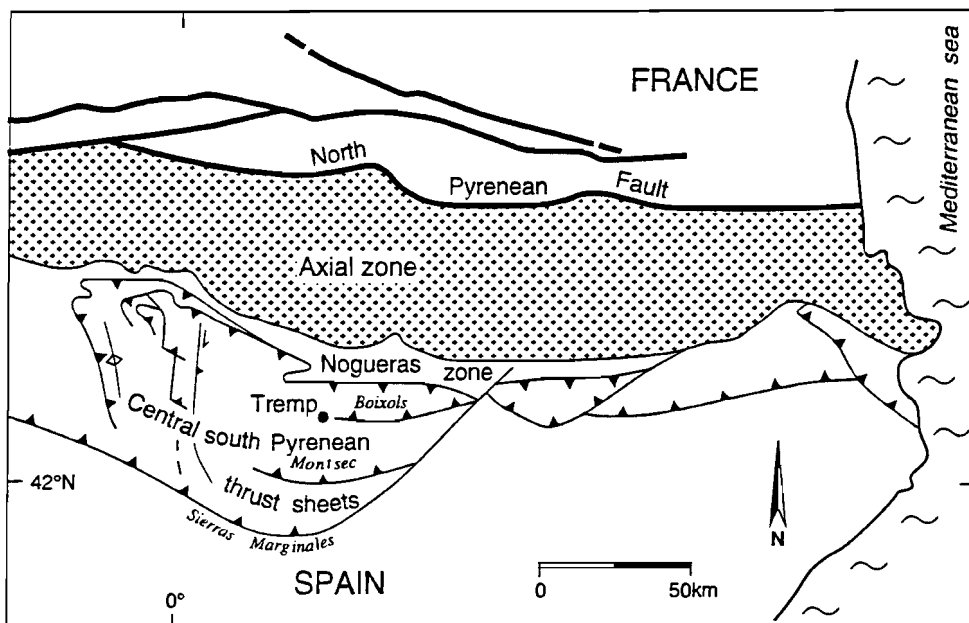 FRANCE
Mediterranean sea
North
Pyrenean
Fault
Axial zone
Nogueras zone
Tremp
Boixols
Central south Pyrenean
Montsec
thrust sheets
42°N
Sierras Marginales
N
SPAIN
0
50km
0°